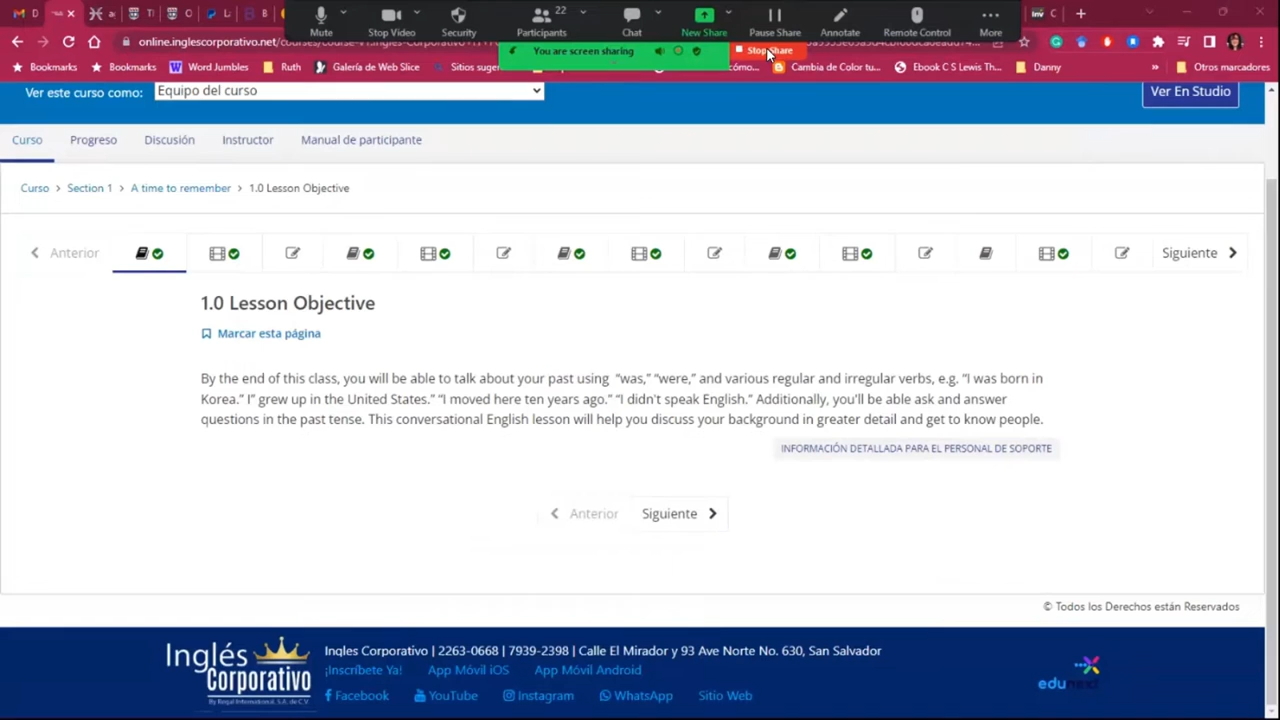 22
Mute
Stop Video
Security
Participants
Chat
New Share
Pause Share
Annotate
Remote Control
More
You are screen sharing
Stop Share
Bookmarks
Bookmarks
Word Jumbles
Ruth
Galería de Web Slice
Cambia de Color tu...
Ebook C S Lewis Th...
Danny
»
Otros marcadores
Ver este curso como:
Equipo del curso
Ver En Studio
Curso
Progreso
Discusión
Instructor
Manual de participante
Curso > Section 1 > A time to remember > 1.0 Lesson Objective
Anterior
Siguiente
1.0 Lesson Objective
Marcar esta página
By the end of this class, you will be able to talk about your past using “was,” “were,” and various regular and irregular verbs, e.g. “I was born in
Korea.” I” grew up in the United States.” “I moved here ten years ago.” “I didn't speak English.” Additionally, you'll be able ask and answer
questions in the past tense. This conversational English lesson will help you discuss your background in greater detail and get to know people.
INFORMACIÓN DETALLADA PARA EL PERSONAL DE SOPORTE
Anterior
Siguiente
© Todos los Derechos están Reservados
Inglés
Corporativo
By Regal International, S.A. de C.V.
Ingles Corporativo | 2263-0668 | 7939-2398 | Calle El Mirador y 93 Ave Norte No. 630, San Salvador
¡Inscríbete Ya!
App Móvil iOS
App Móvil Android
Facebook
YouTube
Instagram
WhatsApp
Sitio Web